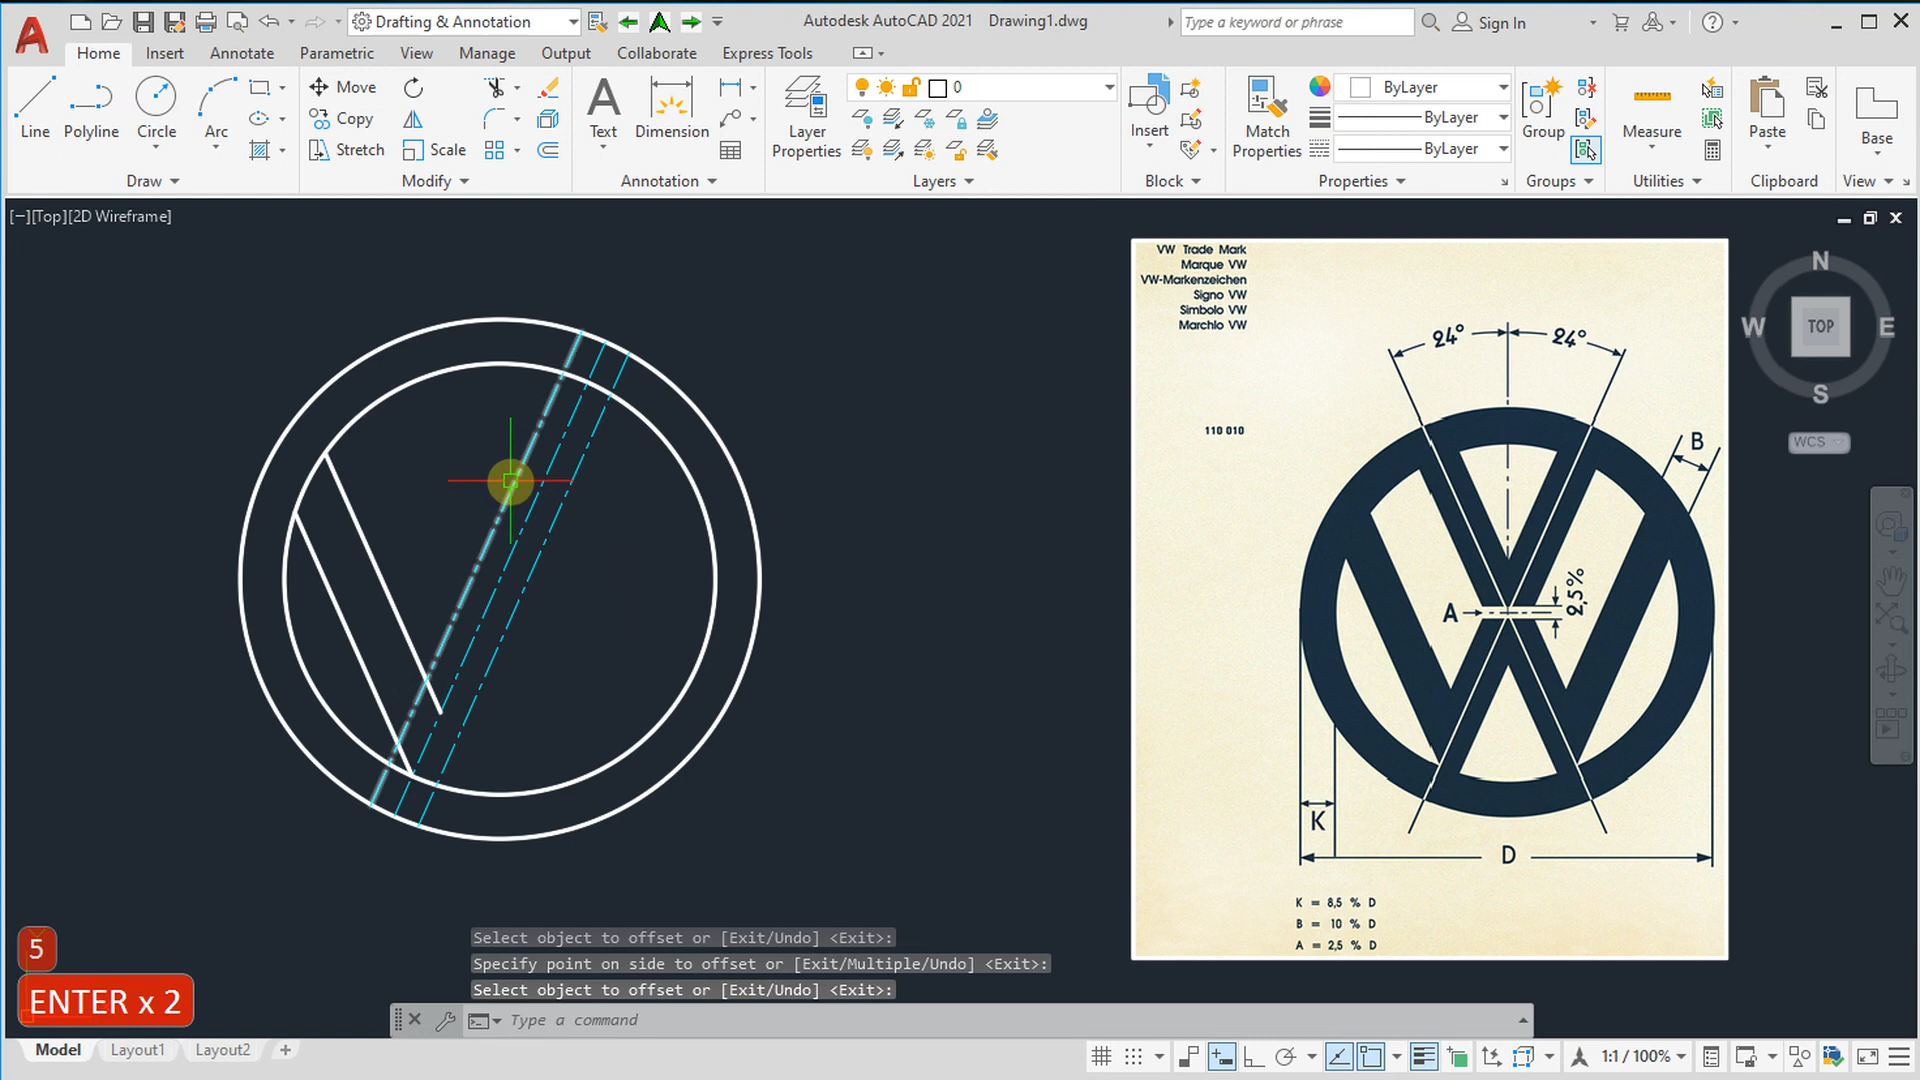 Drafting & Annotation
Autodesk AutoCAD 2021 Drawing1.dwg
Type a keyword or phrase
Sign In
Home Insert Annotate Parametric View Manage Output Collaborate Express Tools
Line Polyline Circle Arc
Move
Copy
Stretch Scale
Text Dimension
Layer Properties
0
Insert
Match Properties
ByLayer
ByLayer
ByLayer
Group
Measure
Paste
Base
Draw Modify Annotation Layers Block Properties Groups Utilities Clipboard View
[−][Top][2D Wireframe]
VW Trade Mark
Marque VW
VW-Markenzeichen
Signo VW
Simbolo VW
Marchlo VW
110 010
24° 24°
B
A
2,5%
K
D
K = 8,5 % D
B = 10 % D
A = 2,5 % D
N
W TOP E
S
WCS
5
ENTER x 2
Select object to offset or [Exit/Undo] <Exit>:
Specify point on side to offset or [Exit/Multiple/Undo] <Exit>:
Select object to offset or [Exit/Undo] <Exit>:
Type a command
Model Layout1 Layout2 +
1:1 / 100%